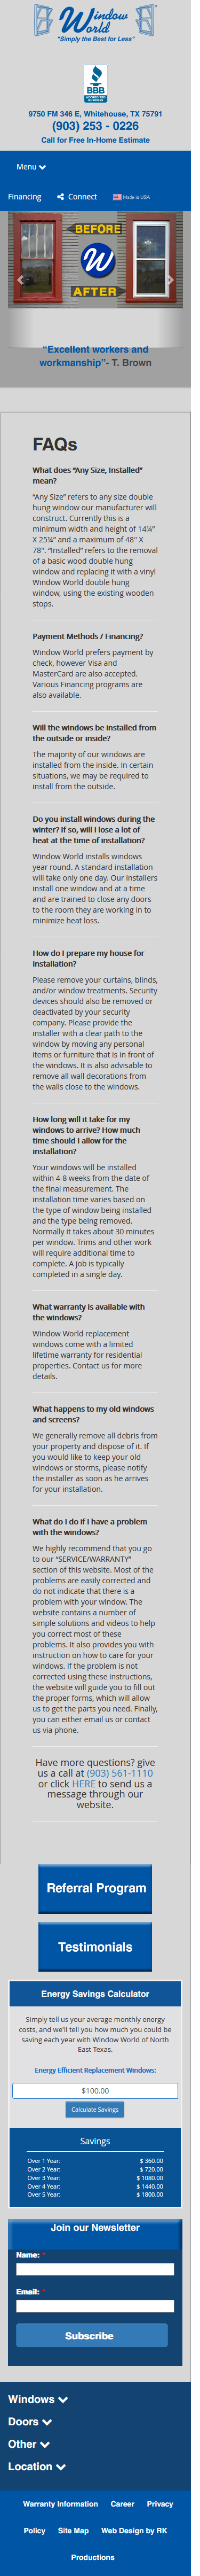 Window World
®
"Simply the Best for Less"
BBB
ACCREDITED BUSINESS
9750 FM 346 E, Whitehouse, TX 75791
(903) 253 - 0226
Call for Free In-Home Estimate
Menu
Financing Connect Made in USA
BEFORE
W
AFTER
“Excellent workers and
workmanship”- T. Brown
FAQs
What does “Any Size, Installed”
mean?
“Any Size” refers to any size double
hung window our manufacturer will
construct. Currently this is a
minimum width and height of 14¼”
X 25¼” and a maximum of 48'' X
78''. “Installed” refers to the removal
of a basic wood double hung
window and replacing it with a vinyl
Window World double hung
window, using the existing wooden
stops.
Payment Methods / Financing?
Window World prefers payment by
check, however Visa and
MasterCard are also accepted.
Various Financing programs are
also available.
Will the windows be installed from
the outside or inside?
The majority of our windows are
installed from the inside. In certain
situations, we may be required to
install from the outside.
Do you install windows during the
winter? If so, will I lose a lot of
heat at the time of installation?
Window World installs windows
year round. A standard installation
will take only one day. Our installers
install one window and at a time
and are trained to close any doors
to the room they are working in to
minimize heat loss.
How do I prepare my house for
installation?
Please remove your curtains, blinds,
and/or window treatments. Security
devices should also be removed or
deactivated by your security
company. Please provide the
installer with a clear path to the
window by moving any personal
items or furniture that is in front of
the windows. It is also advisable to
remove all wall decorations from
the walls close to the windows.
How long will it take for my
windows to arrive? How much
time should I allow for the
installation?
Your windows will be installed
within 4-8 weeks from the date of
the final measurement. The
installation time varies based on
the type of window being installed
and the type being removed.
Normally it takes about 30 minutes
per window. Trims and other work
will require additional time to
complete. A job is typically
completed in a single day.
What warranty is available with
the windows?
Window World replacement
windows come with a limited
lifetime warranty for residential
properties. Contact us for more
details.
What happens to my old windows
and screens?
We generally remove all debris from
your property and dispose of it. If
you would like to keep your old
windows or storms, please notify
the installer as soon as he arrives
for your installation.
What do I do if I have a problem
with the windows?
We highly recommend that you go
to our “SERVICE/WARRANTY”
section of this website. Most of the
problems are easily corrected and
do not indicate that there is a
problem with your window. The
website contains a number of
simple solutions and videos to help
you correct most of these
problems. It also provides you with
instruction on how to care for your
windows. If the problem is not
corrected using these instructions,
the website will guide you to fill out
the proper forms, which will allow
us to get the parts you need. Finally,
you can either email us or contact
us via phone.
Have more questions? give
us a call at (903) 561-1110
or click HERE to send us a
message through our
website.
Referral Program
Testimonials
Energy Savings Calculator
Simply tell us your average monthly energy
costs, and we'll tell you how much you could be
saving each year with Window World of North
East Texas.
Energy Efficient Replacement Windows:
$100.00
Calculate Savings
Savings
Over 1 Year: $ 360.00
Over 2 Year: $ 720.00
Over 3 Year: $ 1080.00
Over 4 Year: $ 1440.00
Over 5 Year: $ 1800.00
Join our Newsletter
Name: *
Email: *
Subscribe
Windows
Doors
Other
Location
Warranty Information Career Privacy
Policy Site Map Web Design by RK
Productions